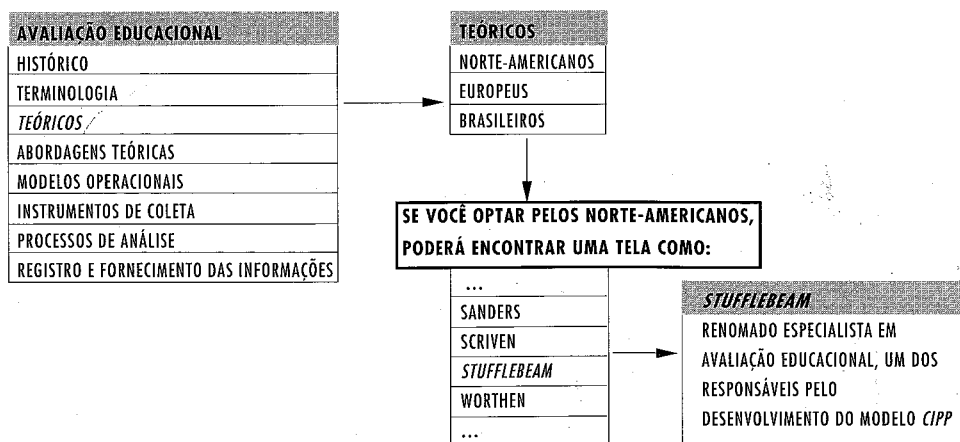 AVALIAÇÃO EDUCACIONAL
HISTÓRICO
TERMINOLOGIA
TEÓRICOS
ABORDAGENS TEÓRICAS
MODELOS OPERACIONAIS
INSTRUMENTOS DE COLETA
PROCESSOS DE ANÁLISE
REGISTRO E FORNECIMENTO DAS INFORMAÇÕES
TEÓRICOS
NORTE-AMERICANOS
EUROPEUS
BRASILEIROS
SE VOCÊ OPTAR PELOS NORTE-AMERICANOS,
PODERÁ ENCONTRAR UMA TELA COMO:
...
SANDERS
SCRIVEN
STUFFLEBEAM
WORTHEN
...
STUFFLEBEAM
RENOMADO ESPECIALISTA EM
AVALIAÇÃO EDUCACIONAL, UM DOS
RESPONSÁVEIS PELO
DESENVOLVIMENTO DO MODELO CIPP